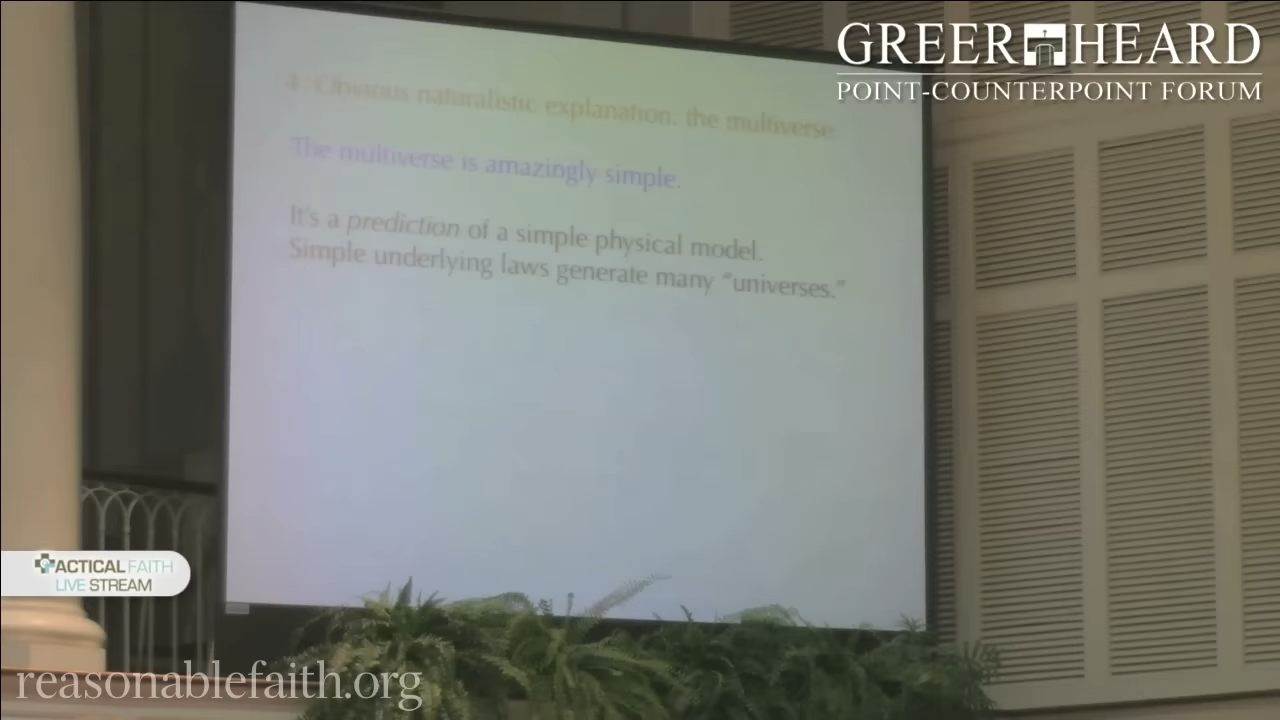 GREER HEARD
POINT-COUNTERPOINT FORUM
4. Obvious naturalistic explanation: the multiverse
The multiverse is amazingly simple.
It's a prediction of a simple physical model.
Simple underlying laws generate many "universes."
TACTICAL FAITH
LIVE STREAM
reasonablefaith.org